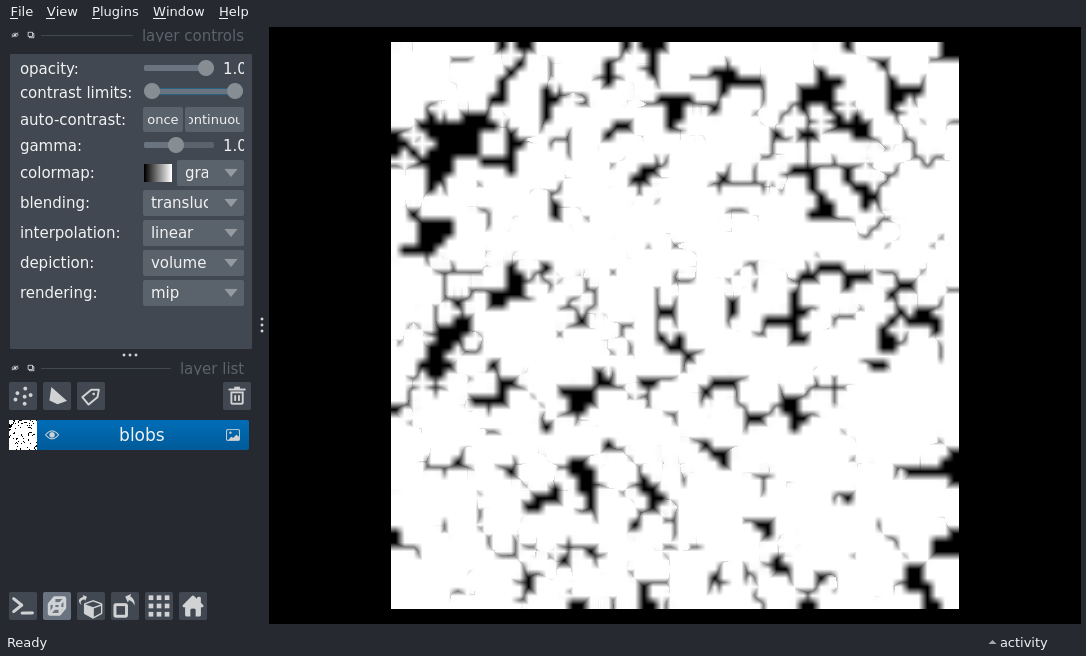 File View Plugins Window Help
layer controls
opacity: 1.0
contrast limits:
auto-contrast: once ontinuou
gamma: 1.0
colormap: gra
blending: transluc
interpolation: linear
depiction: volume
rendering: mip
layer list
blobs
Ready
activity